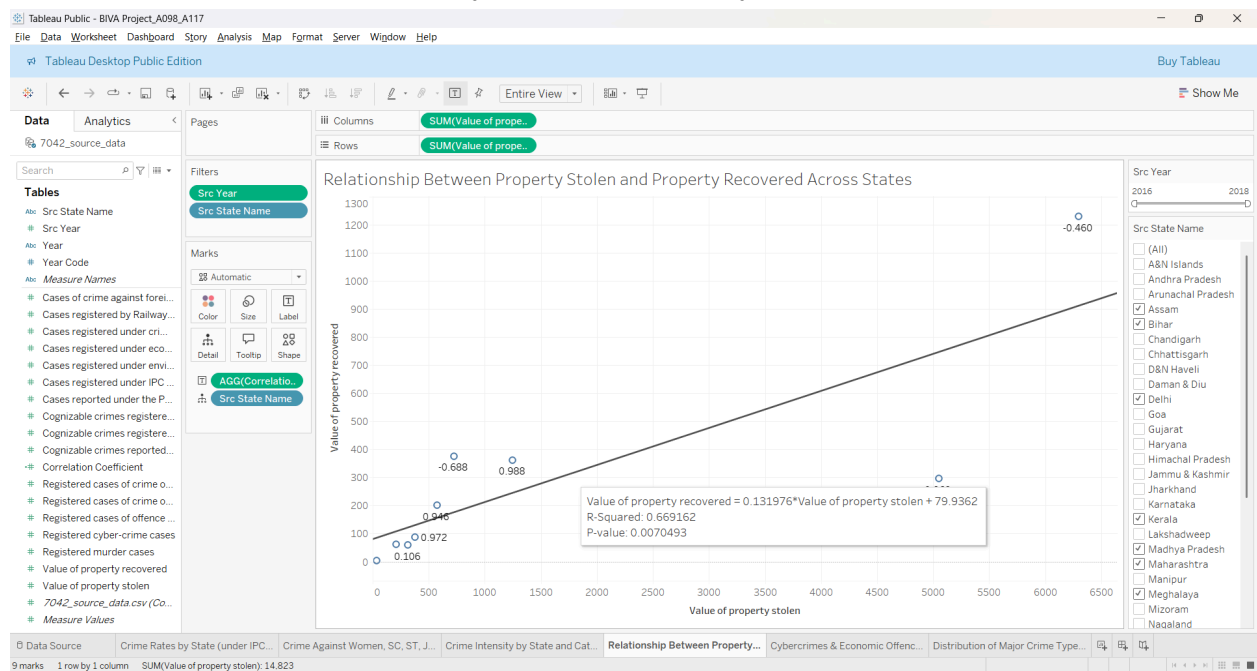 Tableau Public - BIVA Project_A098_A117
File Data Worksheet Dashboard Story Analysis Map Format Server Window Help
Tableau Desktop Public Edition
Buy Tableau
Entire View
Show Me
Data Analytics
7042_source_data
Search
Tables
Abc Src State Name
# Src Year
Abc Year
# Year Code
Abc Measure Names
# Cases of crime against forei...
# Cases registered by Railway...
# Cases registered under cri...
# Cases registered under eco...
# Cases registered under envi...
# Cases registered under IPC ...
# Cases reported under the P...
# Cognizable crimes registere...
# Cognizable crimes registere...
# Cognizable crimes reported...
# Correlation Coefficient
# Registered cases of crime o...
# Registered cases of crime o...
# Registered cases of offence ...
# Registered cyber-crime cases
# Registered murder cases
# Value of property recovered
# Value of property stolen
# 7042_source_data.csv (Co...
# Measure Values
Pages
Filters
Src Year
Src State Name
Marks
Automatic
Color Size Label
Detail Tooltip Shape
AGG(Correlatio..
Src State Name
Columns SUM(Value of prope..
Rows SUM(Value of prope..
Relationship Between Property Stolen and Property Recovered Across States
1300
1200
1100
1000
900
800
700
600
500
400
300
200
100
0
Value of property recovered
-0.460
-0.688
0.988
0.946
0.972
0.106
Value of property recovered = 0.131976*Value of property stolen + 79.9362
R-Squared: 0.669162
P-value: 0.0070493
0 500 1000 1500 2000 2500 3000 3500 4000 4500 5000 5500 6000 6500
Value of property stolen
Src Year
2016 2018
Src State Name
(All)
A&N Islands
Andhra Pradesh
Arunachal Pradesh
Assam
Bihar
Chandigarh
Chhattisgarh
D&N Haveli
Daman & Diu
Delhi
Goa
Gujarat
Haryana
Himachal Pradesh
Jammu & Kashmir
Jharkhand
Karnataka
Kerala
Lakshadweep
Madhya Pradesh
Maharashtra
Manipur
Meghalaya
Mizoram
Nagaland
Data Source Crime Rates by State (under IPC... Crime Against Women, SC, ST, J... Crime Intensity by State and Cat... Relationship Between Property... Cybercrimes & Economic Offenc... Distribution of Major Crime Type...
9 marks 1 row by 1 column SUM(Value of property stolen): 14,823